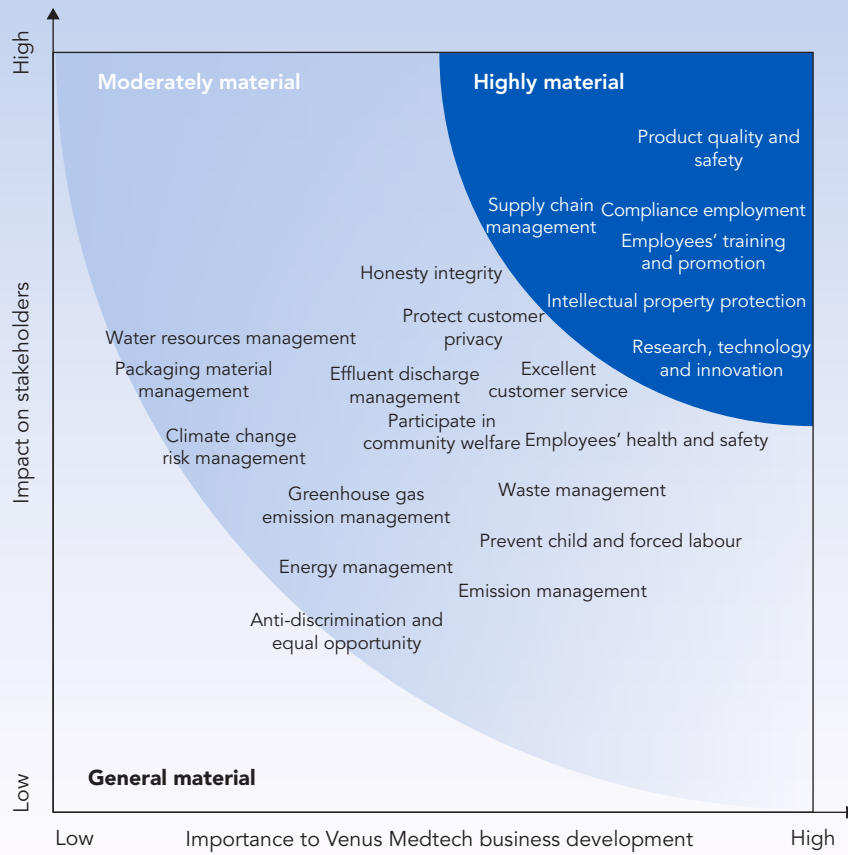 High
Moderately material
Highly material
Product quality and
safety
Supply chain
management
Compliance employment
Employees’ training
and promotion
Honesty integrity
Intellectual property protection
Protect customer
privacy
Water resources management
Research, technology
and innovation
Packaging material
management
Effluent discharge
management
Excellent
customer service
Participate in
community welfare
Climate change
risk management
Employees’ health and safety
Impact on stakeholders
Greenhouse gas
emission management
Waste management
Prevent child and forced labour
Energy management
Emission management
Anti-discrimination and
equal opportunity
General material
Low
Low
Importance to Venus Medtech business development
High